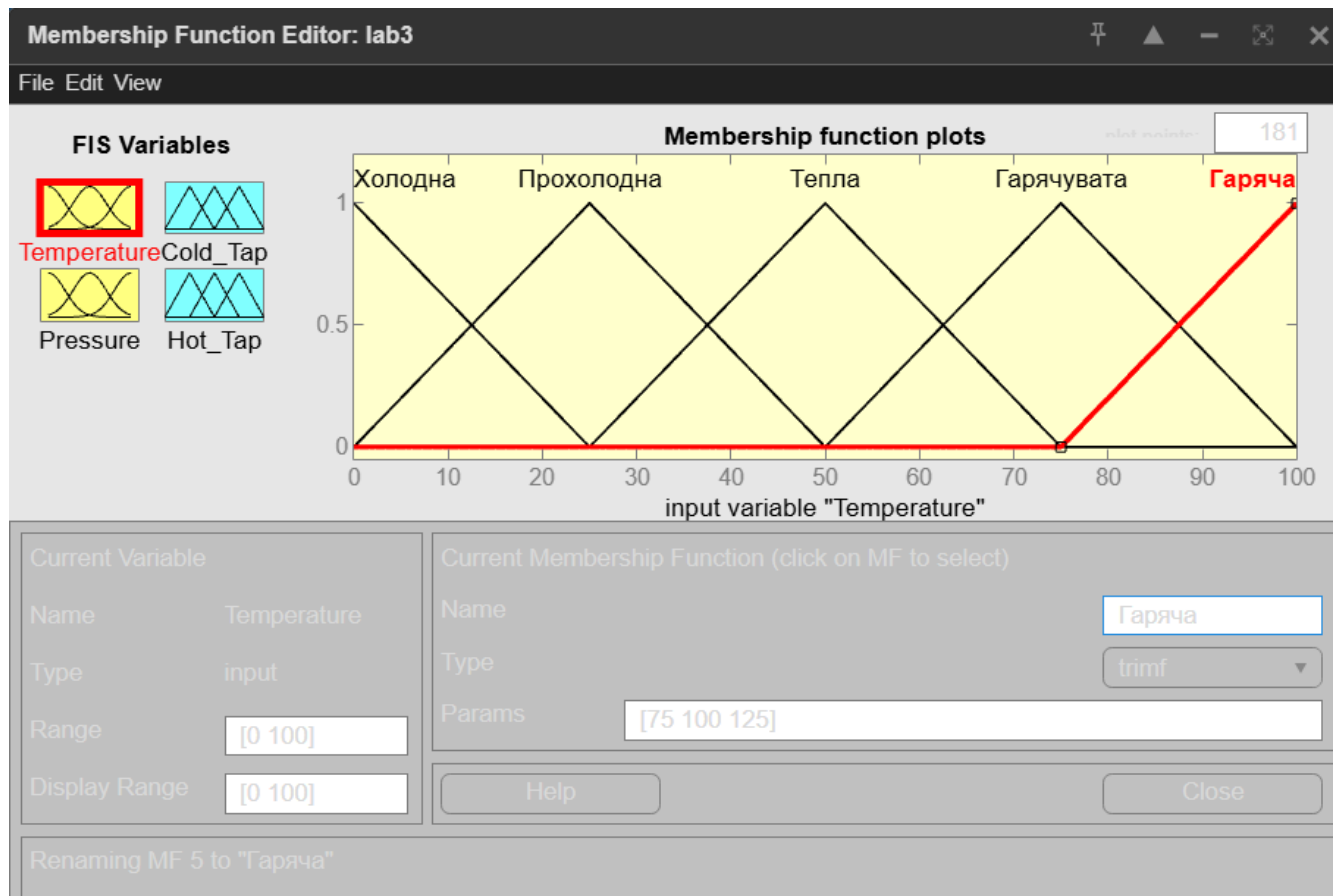 Membership Function Editor: lab3
File Edit View
FIS Variables
Temperature
Cold_Tap
Pressure
Hot_Tap
Membership function plots
plot points:
181
Холодна
Прохолодна
Тепла
Гарячувата
Гаряча
1
0.5
0
0 10 20 30 40 50 60 70 80 90 100
input variable "Temperature"
Current Variable
Name Temperature
Type input
Range [0 100]
Display Range [0 100]
Current Membership Function (click on MF to select)
Name Гаряча
Type trimf
Params [75 100 125]
Help
Close
Renaming MF 5 to "Гаряча"